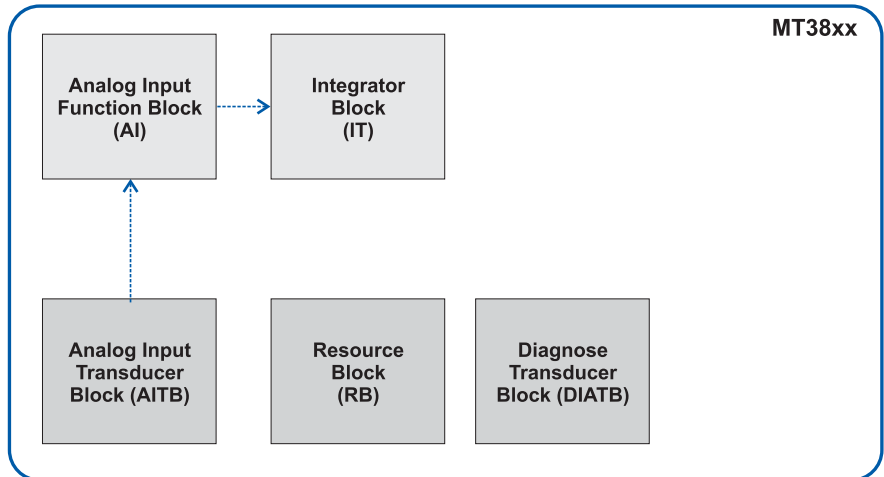 MT38xx
Analog Input
Function Block
(AI)
Integrator
Block
(IT)
Analog Input
Transducer
Block (AITB)
Resource
Block
(RB)
Diagnose
Transducer
Block (DIATB)